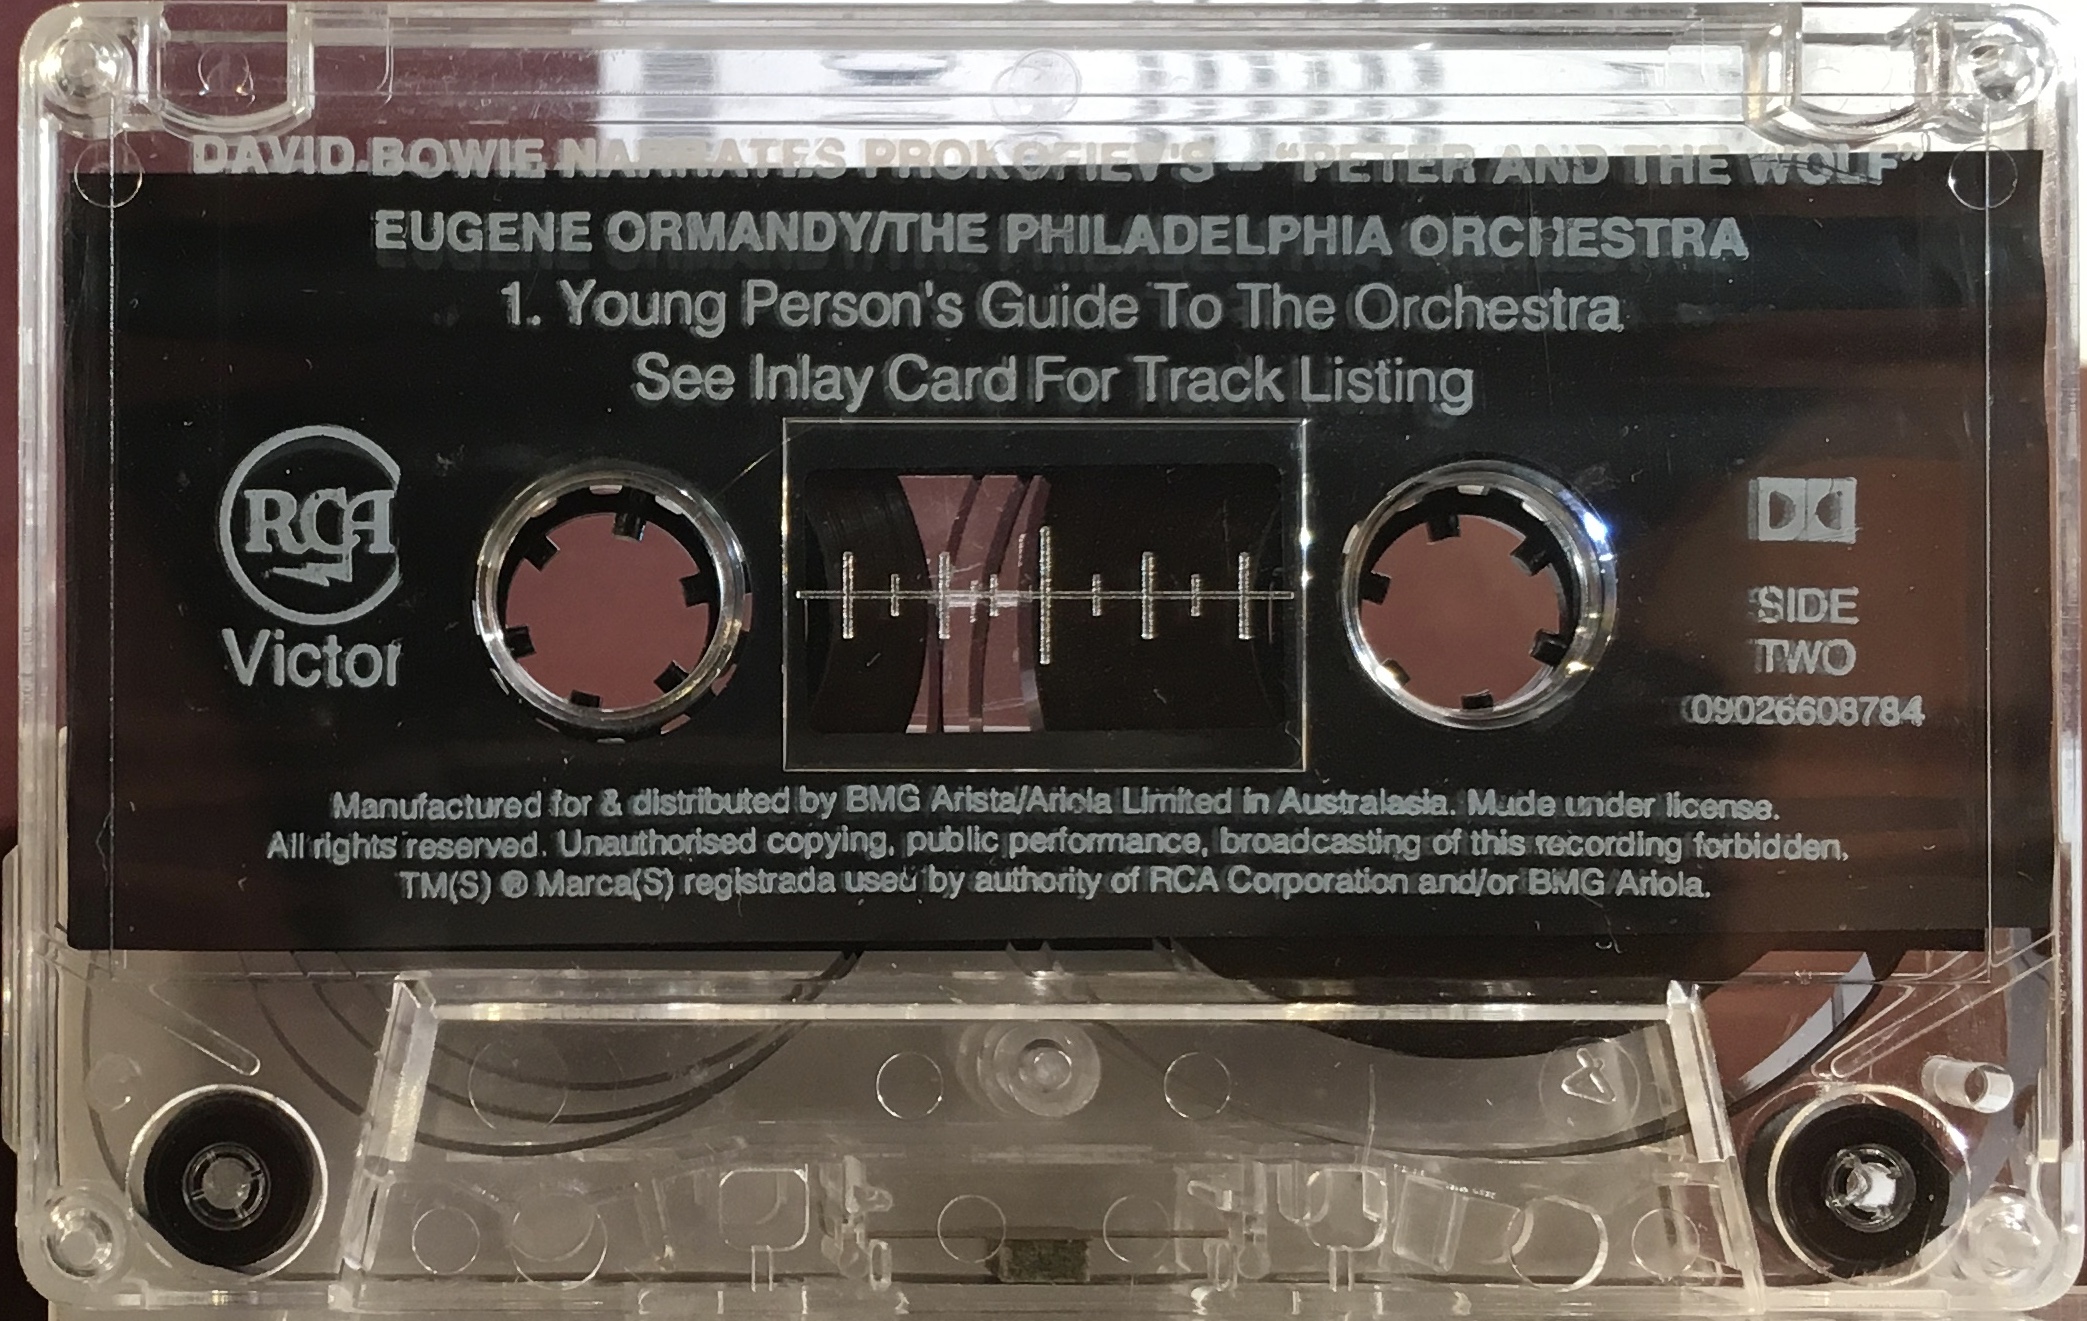 DAVID BOWIE NARRATES PROKOFIEV'S – "PETER AND THE WOLF"
EUGENE ORMANDY/THE PHILADELPHIA ORCHESTRA
1. Young Person's Guide To The Orchestra
See Inlay Card For Track Listing
RCA
Victor
SIDE
TWO
09026608784
Manufactured for & distributed by BMG Arista/Ariola Limited in Australasia. Made under license.
All rights reserved. Unauthorised copying, public performance, broadcasting of this recording forbidden.
TM(S) ® Marca(S) registrada used by authority of RCA Corporation and/or BMG Ariola.